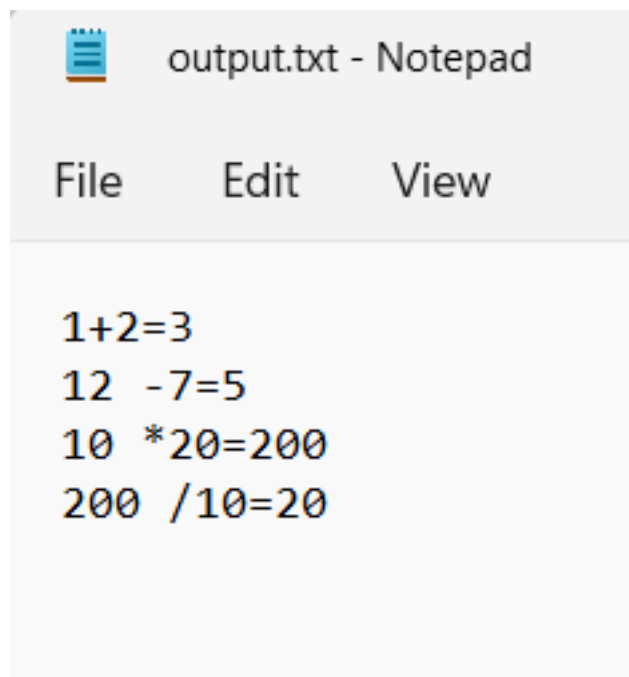 output.txt - Notepad
File Edit View
1+2=3
12 -7=5
10 *20=200
200 /10=20